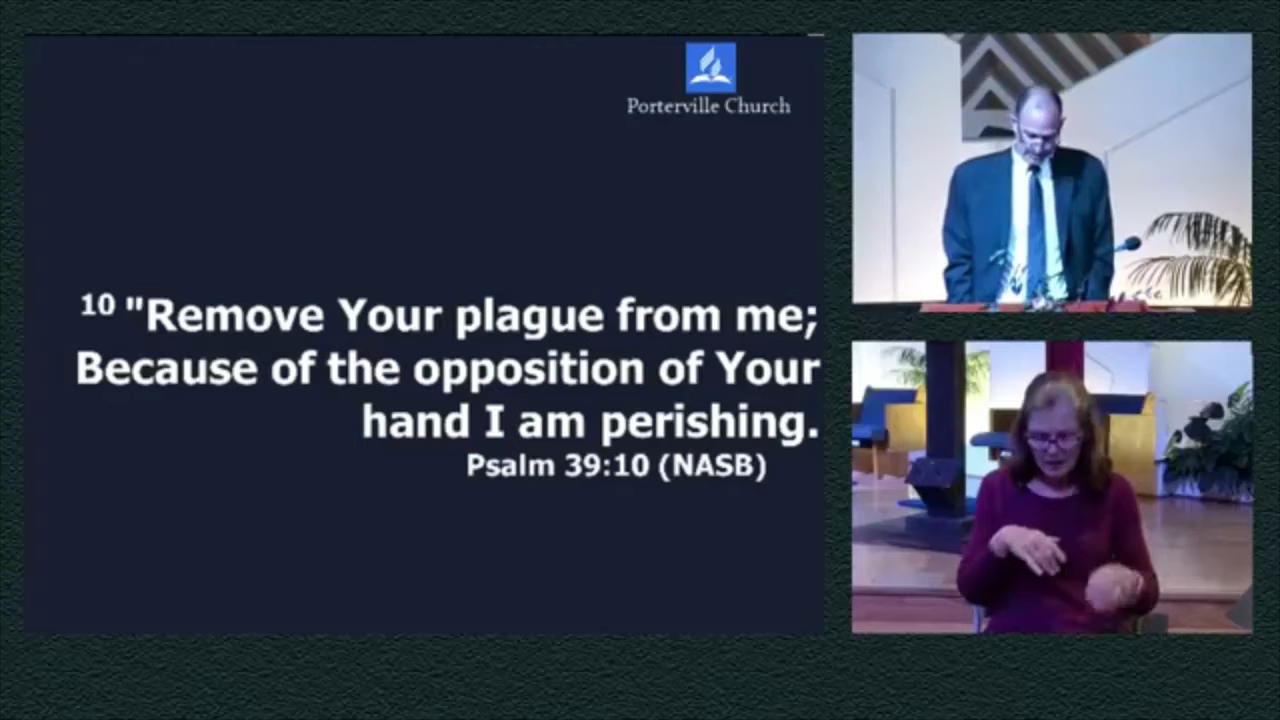 Porterville Church
10 "Remove Your plague from me;
Because of the opposition of Your
hand I am perishing.
Psalm 39:10 (NASB)